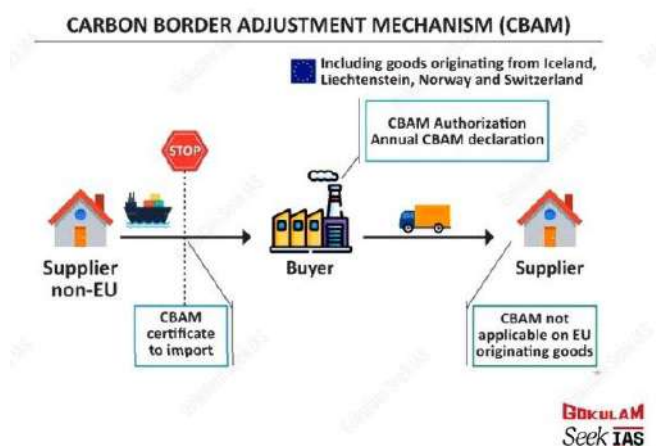 CARBON BORDER ADJUSTMENT MECHANISM (CBAM)
Including goods originating from Iceland,
Liechtenstein, Norway and Switzerland
CBAM Authorization
Annual CBAM declaration
STOP
Supplier
non-EU
Buyer
Supplier
CBAM
certificate
to import
CBAM not
applicable on EU
originating goods
GOKULAM
Seek IAS